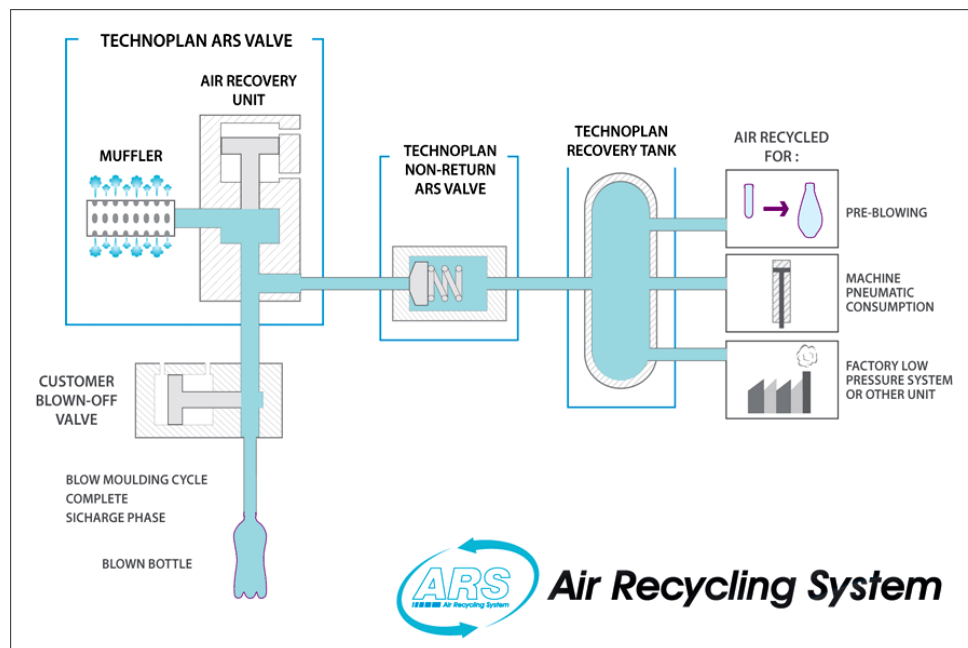 TECHNOPLAN ARS VALVE
AIR RECOVERY
UNIT
MUFFLER
TECHNOPLAN
NON-RETURN
ARS VALVE
TECHNOPLAN
RECOVERY TANK
AIR RECYCLED
FOR :
PRE-BLOWING
MACHINE
PNEUMATIC
CONSUMPTION
FACTORY LOW
PRESSURE SYSTEM
OR OTHER UNIT
CUSTOMER
BLOWN-OFF
VALVE
BLOW MOULDING CYCLE
COMPLETE
SICHARGE PHASE
BLOWN BOTTLE
ARS
Air Recycling System
Air Recycling System